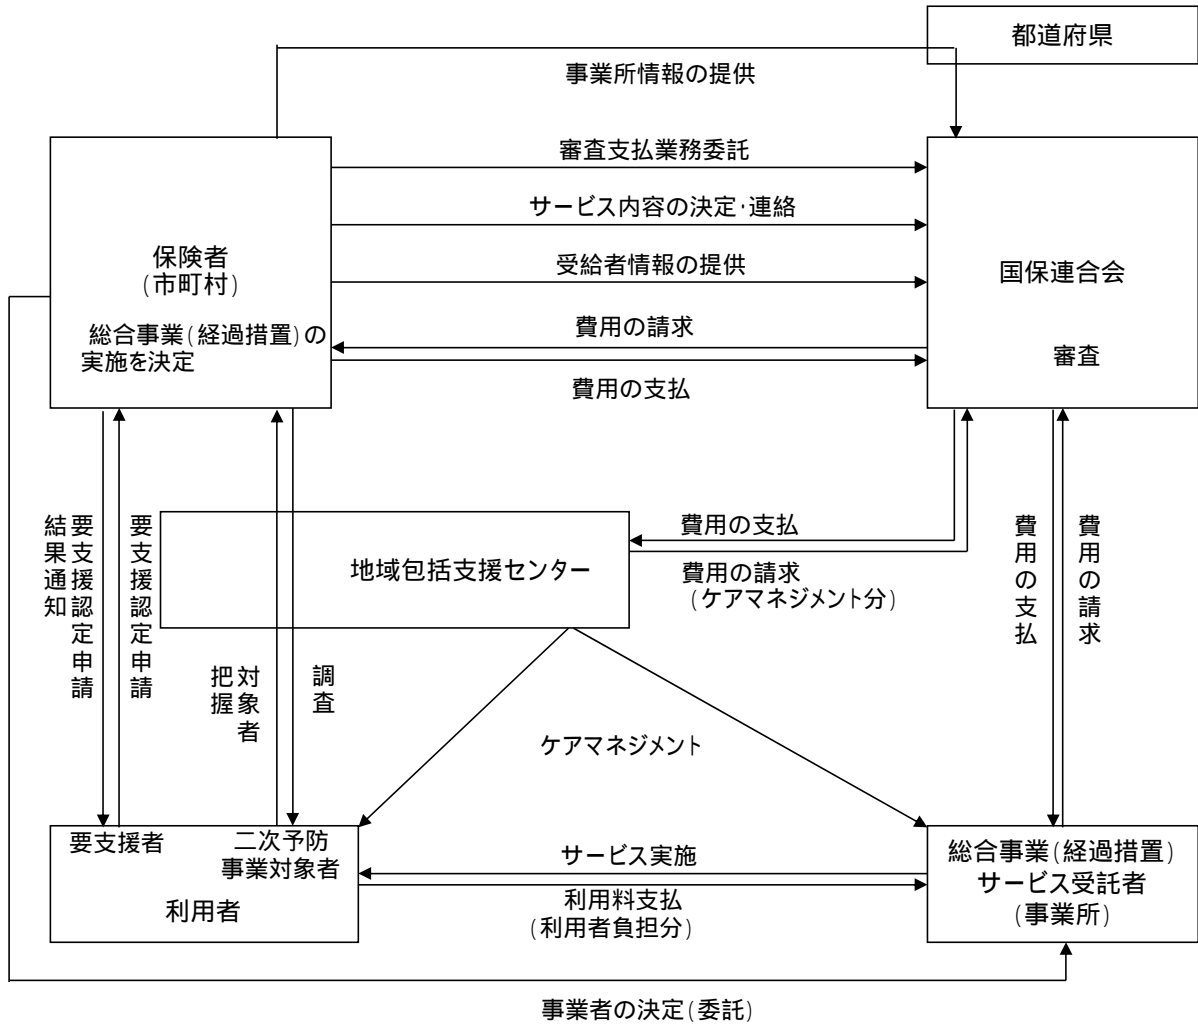 都道府県
事業所情報の提供
審査支払業務委託
サービス内容の決定・連絡
受給者情報の提供
費用の請求
費用の支払
保険者
(市町村)
総合事業(経過措置)の
実施を決定
国保連合会
審査
要支援認定申請
結果通知
要支援認定申請
対象者
把握
調査
地域包括支援センター
費用の支払
費用の請求
(ケアマネジメント分)
費用の支払
費用の請求
ケアマネジメント
要支援者
二次予防
事業対象者
利用者
サービス実施
利用料支払
(利用者負担分)
総合事業(経過措置)
サービス受託者
(事業所)
事業者の決定(委託)